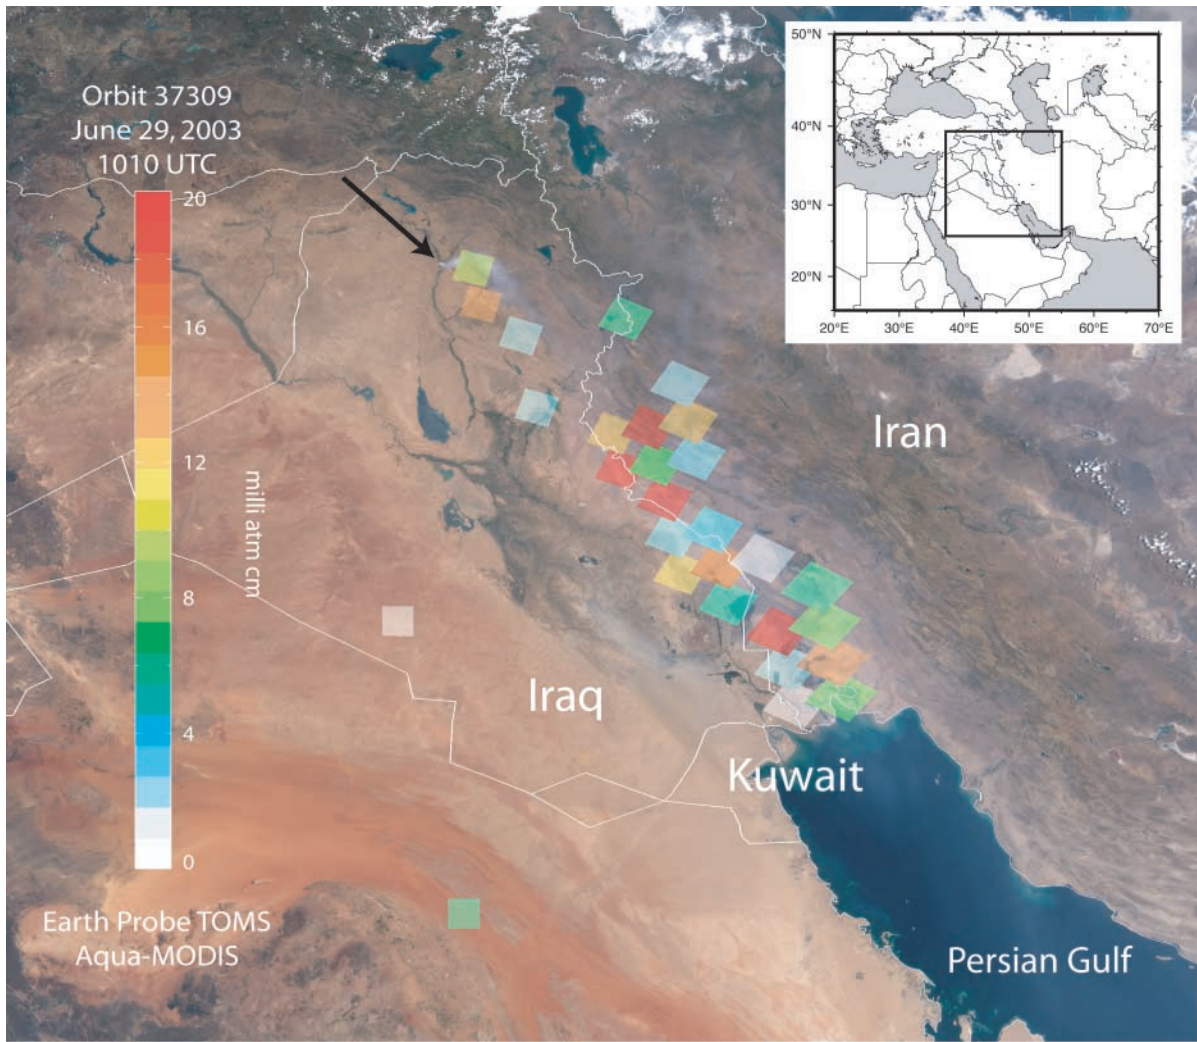 Orbit 37309
June 29, 2003
1010 UTC
20
16
12
8
4
0
milli atm cm
Earth Probe TOMS
Aqua-MODIS
Iran
Iraq
Kuwait
Persian Gulf
50°N
40°N
30°N
20°N
20°E 30°E 40°E 50°E 60°E 70°E